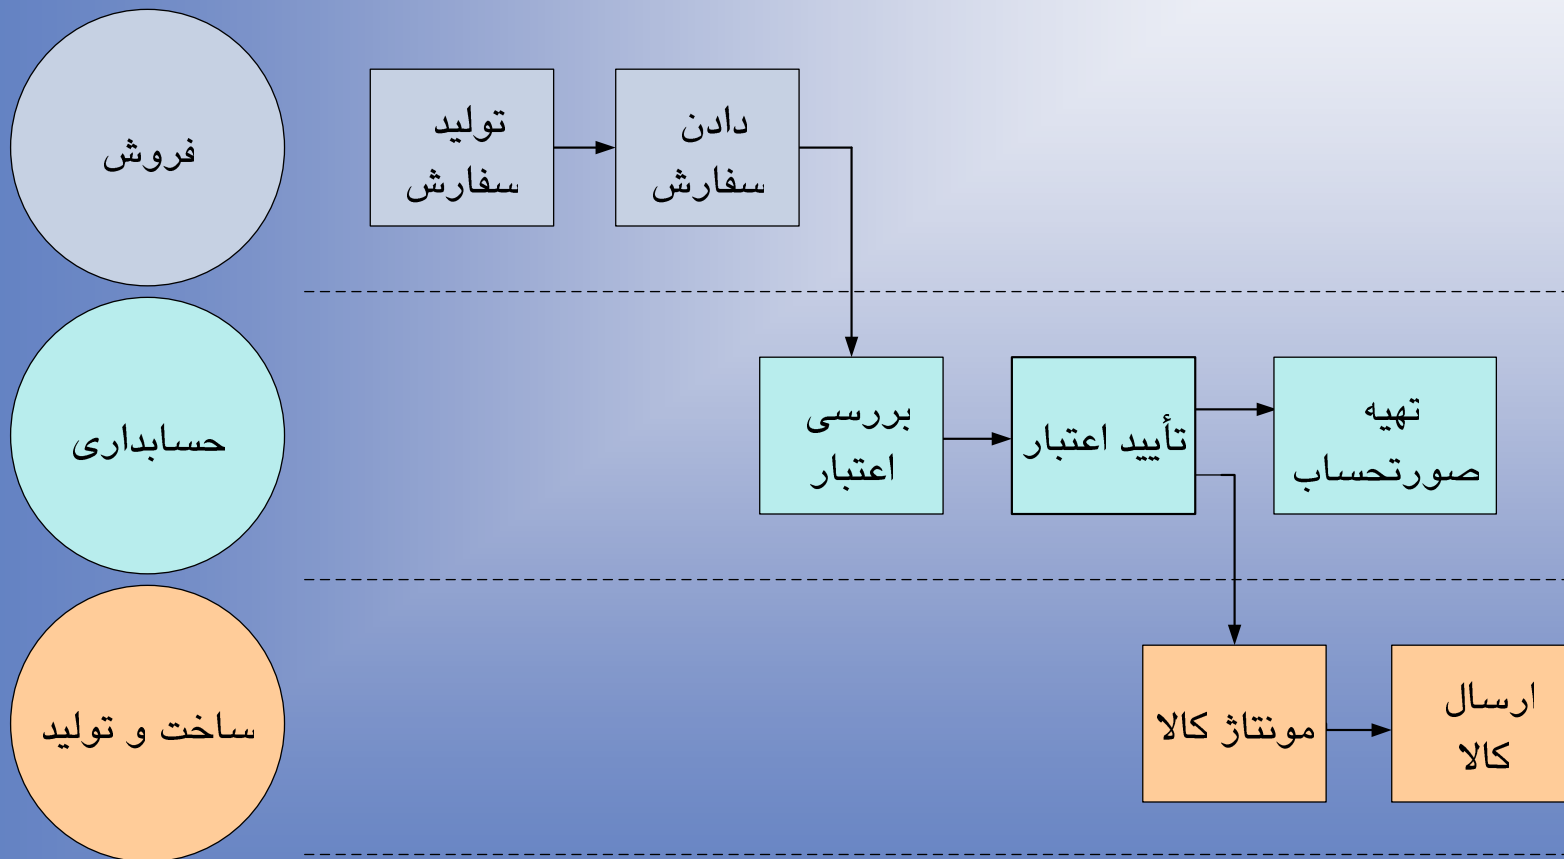 فروش
تولید
سفارش
دادن
سفارش
حسابداری
بررسی
اعتبار
تأیید اعتبار
تهیه
صورتحساب
ساخت و تولید
مونتاژ کالا
ارسال
کالا